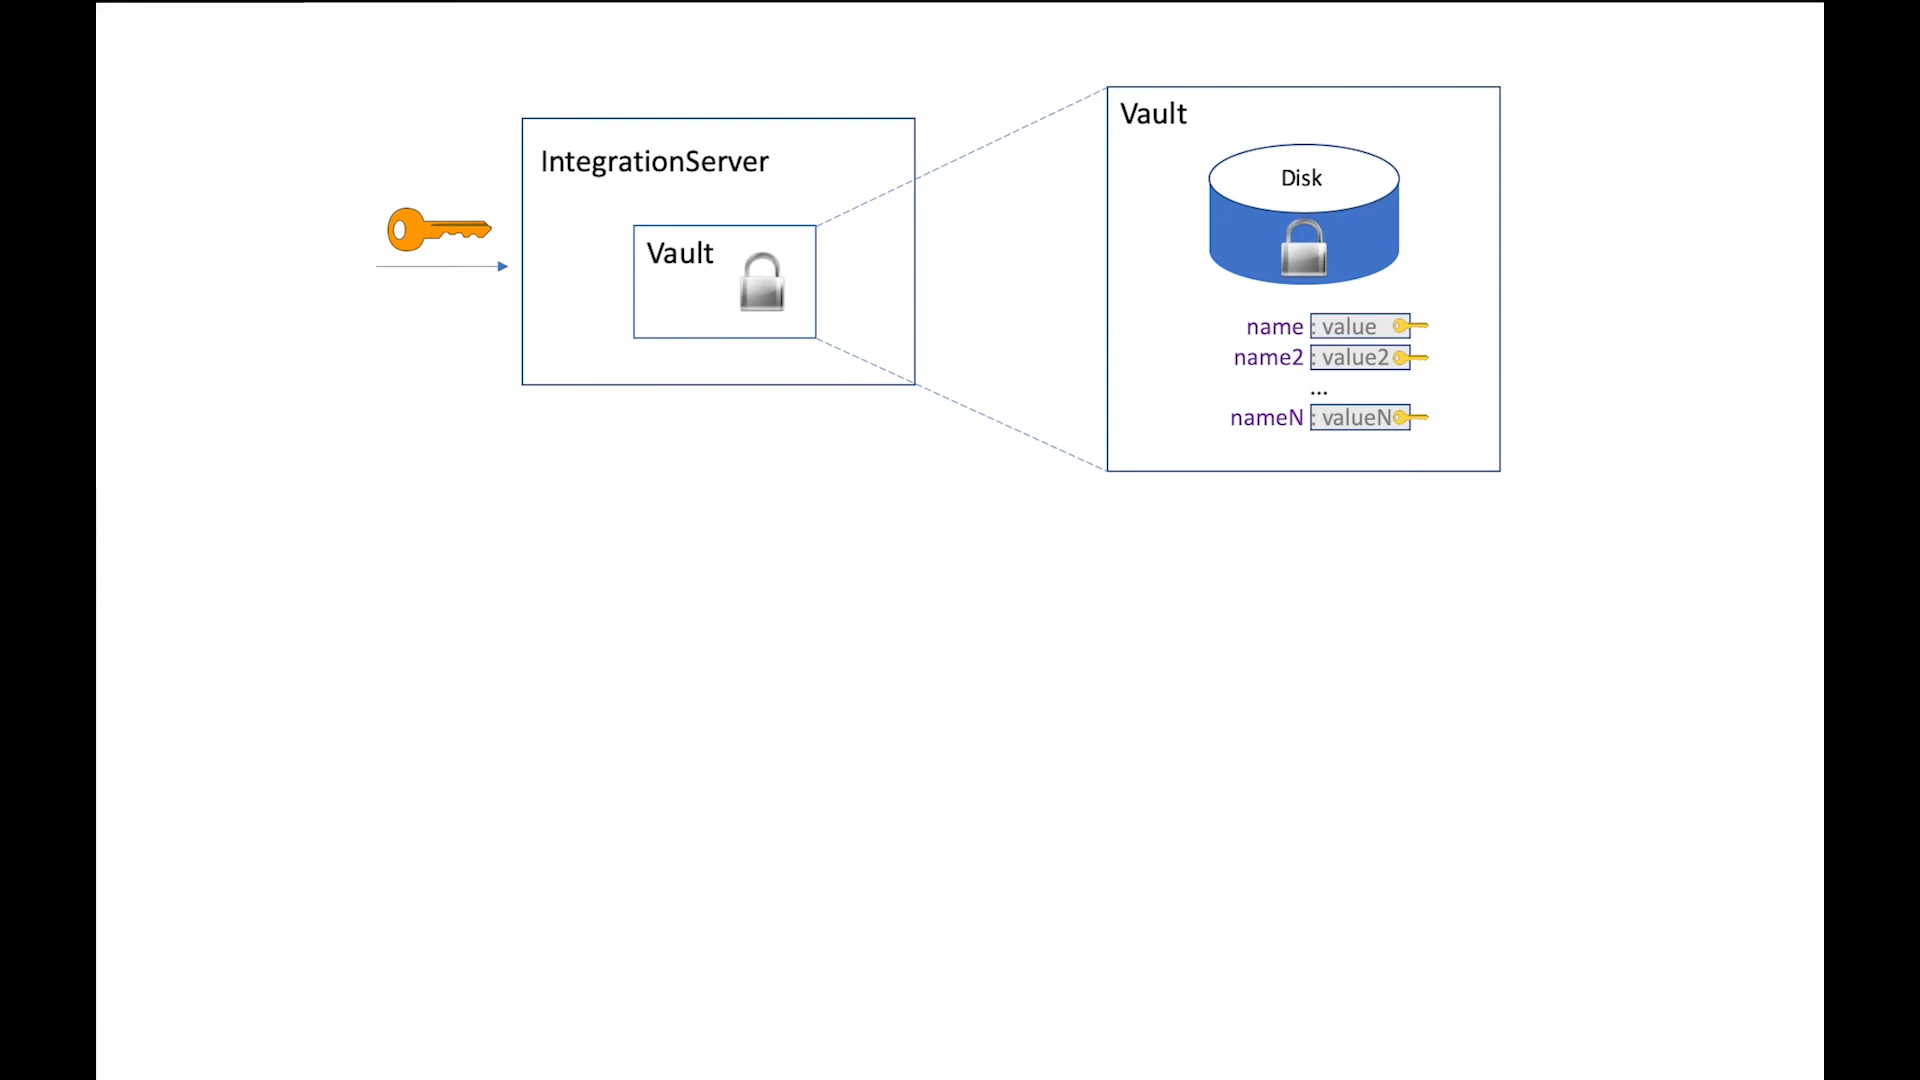 IntegrationServer
Vault
Vault
Disk
name : value
name2 : value2
...
nameN : valueN